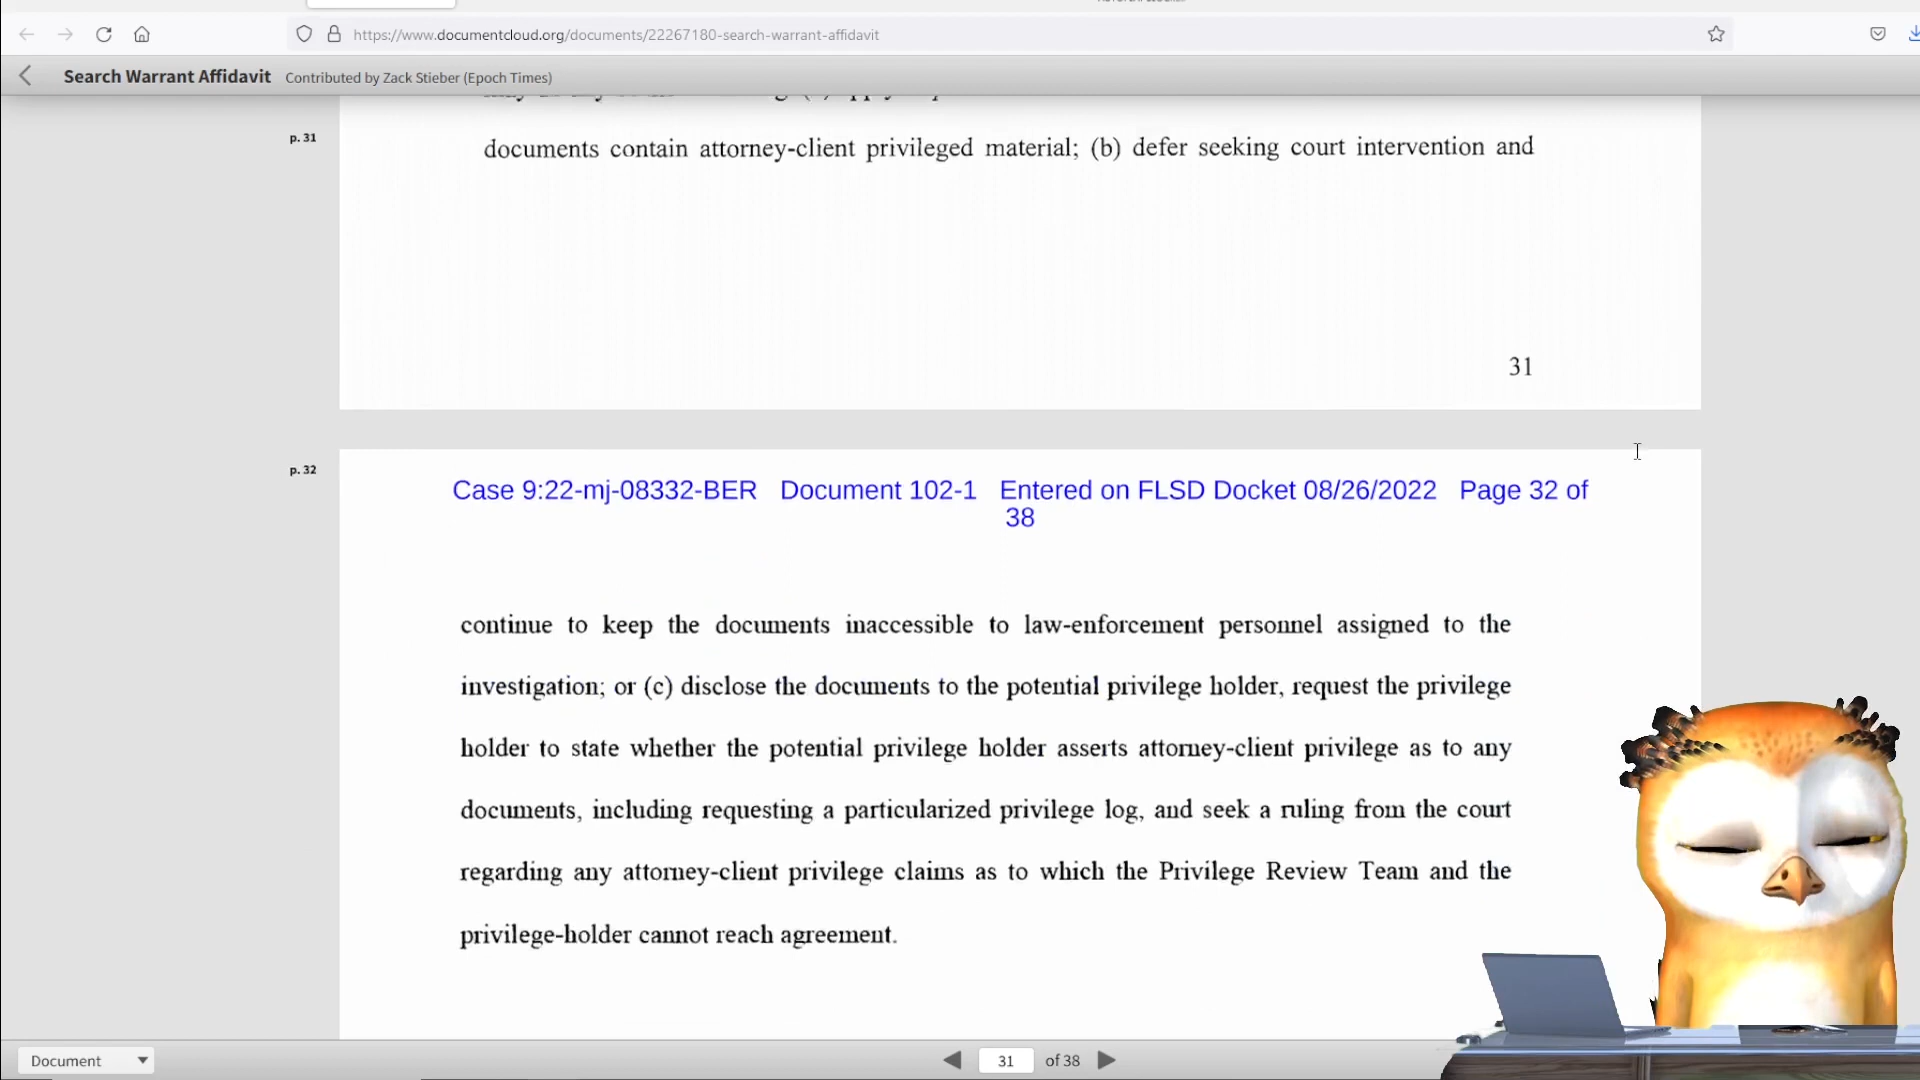 https://www.documentcloud.org/documents/22267180-search-warrant-affidavit
Search Warrant Affidavit Contributed by Zack Stieber (Epoch Times)
p. 31
documents contain attorney-client privileged material; (b) defer seeking court intervention and
31
p. 32
Case 9:22-mj-08332-BER Document 102-1 Entered on FLSD Docket 08/26/2022 Page 32 of
38
continue to keep the documents inaccessible to law-enforcement personnel assigned to the
investigation; or (c) disclose the documents to the potential privilege holder, request the privilege
holder to state whether the potential privilege holder asserts attorney-client privilege as to any
documents, including requesting a particularized privilege log, and seek a ruling from the court
regarding any attorney-client privilege claims as to which the Privilege Review Team and the
privilege-holder cannot reach agreement.
Document
31 of 38